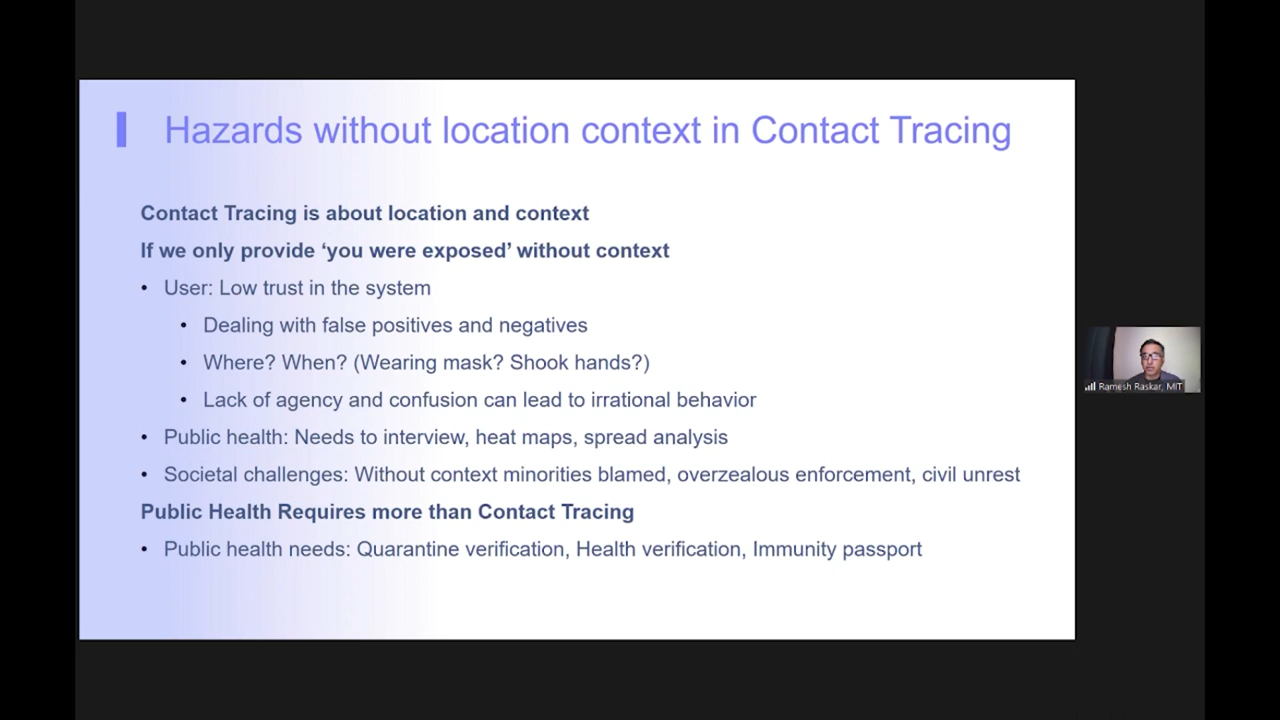 Hazards without location context in Contact Tracing
Contact Tracing is about location and context
If we only provide ‘you were exposed’ without context
• User: Low trust in the system
• Dealing with false positives and negatives
• Where? When? (Wearing mask? Shook hands?)
• Lack of agency and confusion can lead to irrational behavior
• Public health: Needs to interview, heat maps, spread analysis
• Societal challenges: Without context minorities blamed, overzealous enforcement, civil unrest
Public Health Requires more than Contact Tracing
• Public health needs: Quarantine verification, Health verification, Immunity passport
Ramesh Raskar, MIT